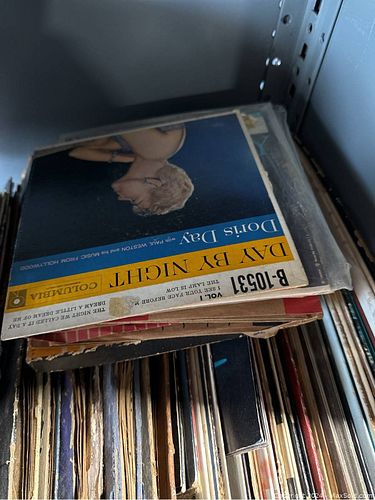 B-10531
VOL. 1
COLUMBIA
THE NIGHT WE CALLED IT A DAY
DREAM A LITTLE DREAM OF ME
I SEE YOUR FACE BEFORE ME
THE LAMP IS LOW
DAY BY NIGHT
Doris Day with PAUL WESTON and his MUSIC FROM HOLLYWOOD